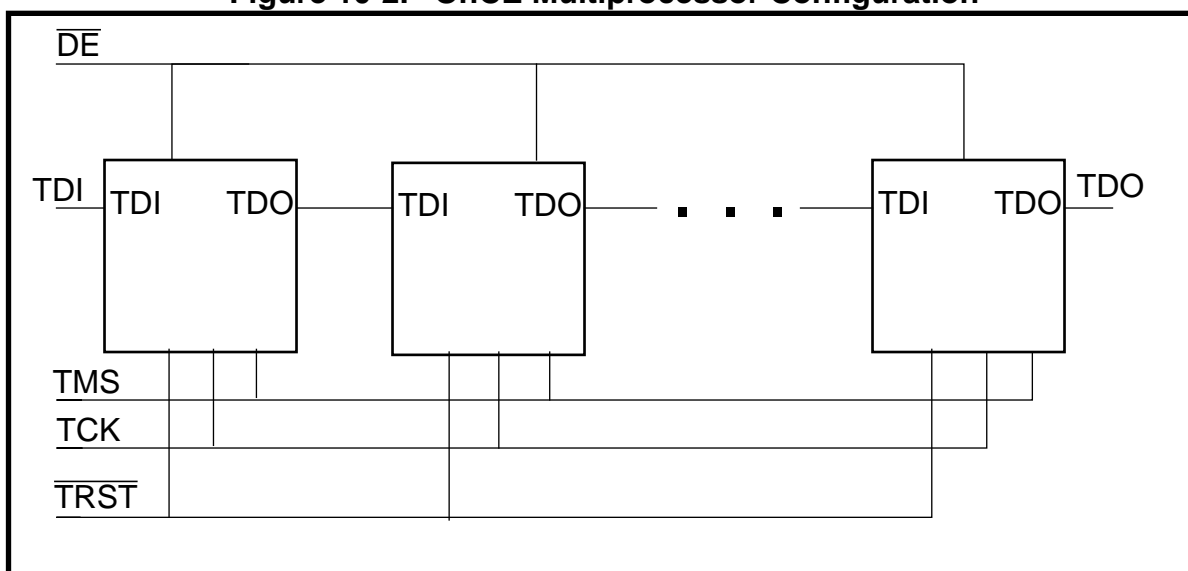 Figure 10-2. OnCE Multiprocessor Configuration
DE
TDI
TDI TDO
TDI TDO
. . .
TDI TDO
TDO
TMS
TCK
TRST